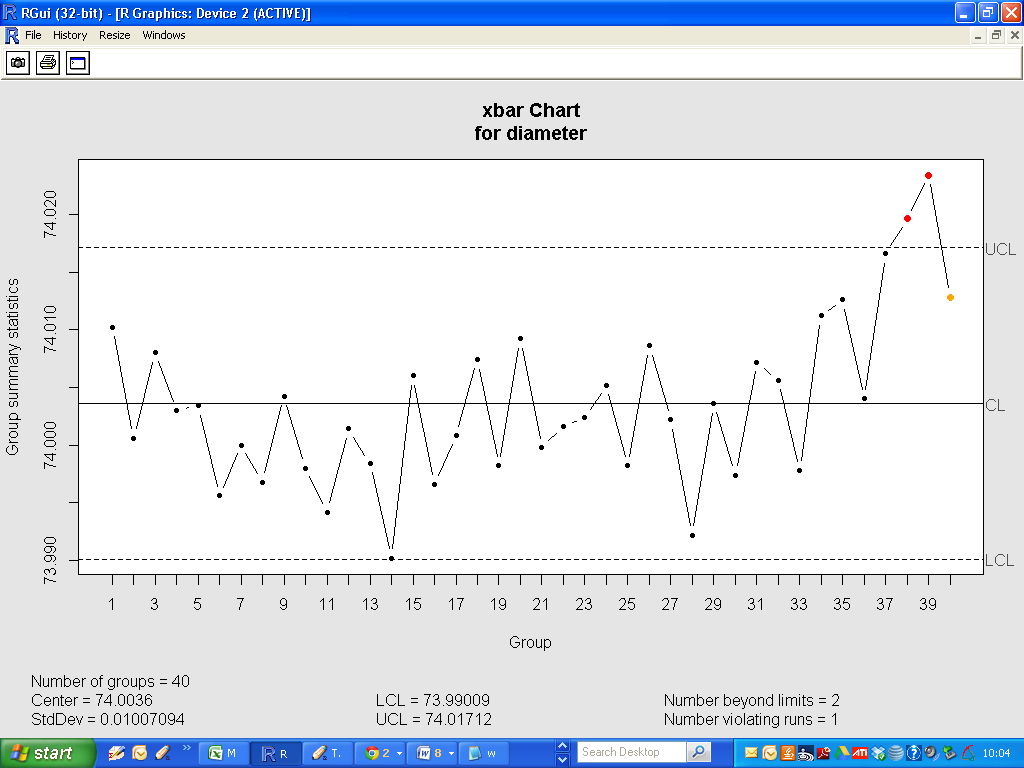 RGui (32-bit) - [R Graphics: Device 2 (ACTIVE)]
File History Resize Windows
xbar Chart
for diameter
Group summary statistics
74.020
74.010
74.000
73.990
UCL
CL
LCL
1 3 5 7 9 11 13 15 17 19 21 23 25 27 29 31 33 35 37 39
Group
Number of groups = 40
Center = 74.0036
StdDev = 0.01007094
LCL = 73.99009
UCL = 74.01712
Number beyond limits = 2
Number violating runs = 1
start M R T. 2 8 w Search Desktop ATI 10:04